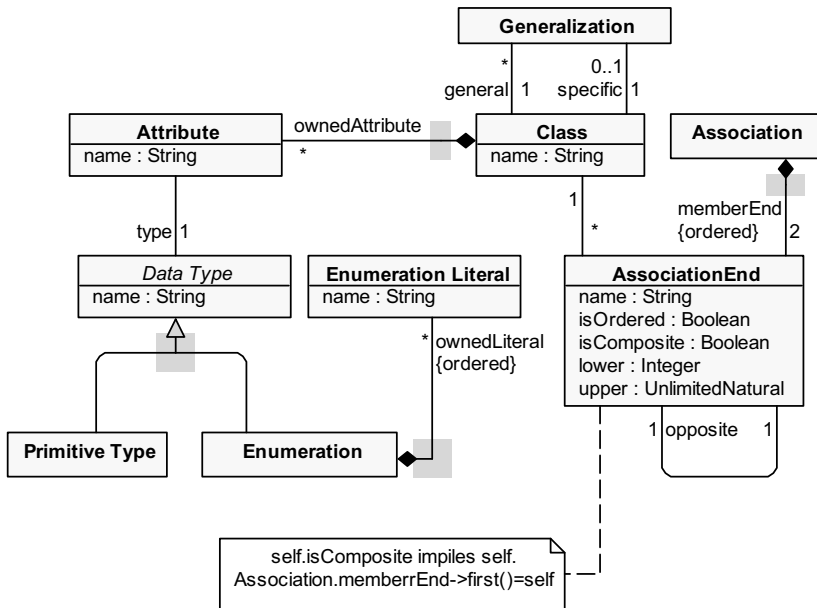 Generalization
*
0..1
general
1
specific
1
Attribute
name : String
ownedAttribute
*
Class
name : String
Association
type
1
1
*
memberEnd
{ordered}
2
Data Type
name : String
Enumeration Literal
name : String
AssociationEnd
name : String
isOrdered : Boolean
isComposite : Boolean
lower : Integer
upper : UnlimitedNatural
*
ownedLiteral
{ordered}
1
opposite
1
Primitive Type
Enumeration
self.isComposite impiles self.
Association.memberrEnd->first()=self